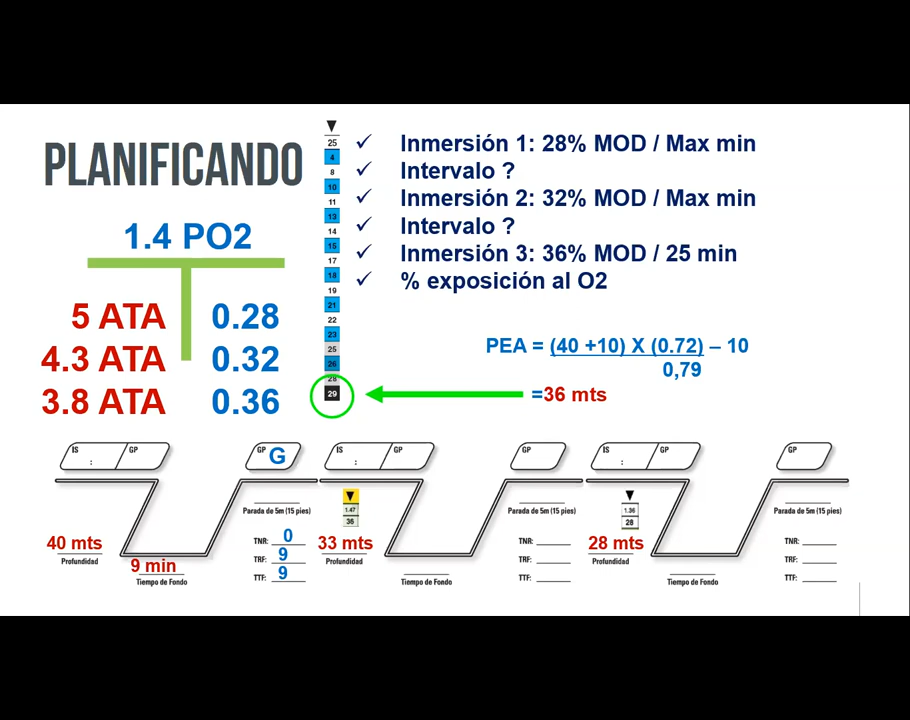 PLANIFICANDO
1.4 PO2
5 ATA 0.28
4.3 ATA 0.32
3.8 ATA 0.36
25
4
8
10
11
13
14
15
17
18
19
21
22
23
25
26
28
29
✓ Inmersión 1: 28% MOD / Max min
✓ Intervalo ?
✓ Inmersión 2: 32% MOD / Max min
✓ Intervalo ?
✓ Inmersión 3: 36% MOD / 25 min
✓ % exposición al O2
PEA = (40 +10) X (0.72) – 10
0,79
=36 mts
IS : GP
GP G
Parada de 5m (15 pies)
40 mts
Profundidad
9 min
Tiempo de Fondo
TNR: 0
TRF: 9
TTF: 9
IS : GP
GP
Parada de 5m (15 pies)
1.47
36
33 mts
Profundidad
Tiempo de Fondo
TNR:
TRF:
TTF:
IS : GP
GP
Parada de 5m (15 pies)
1.36
28
28 mts
Profundidad
Tiempo de Fondo
TNR:
TRF:
TTF: